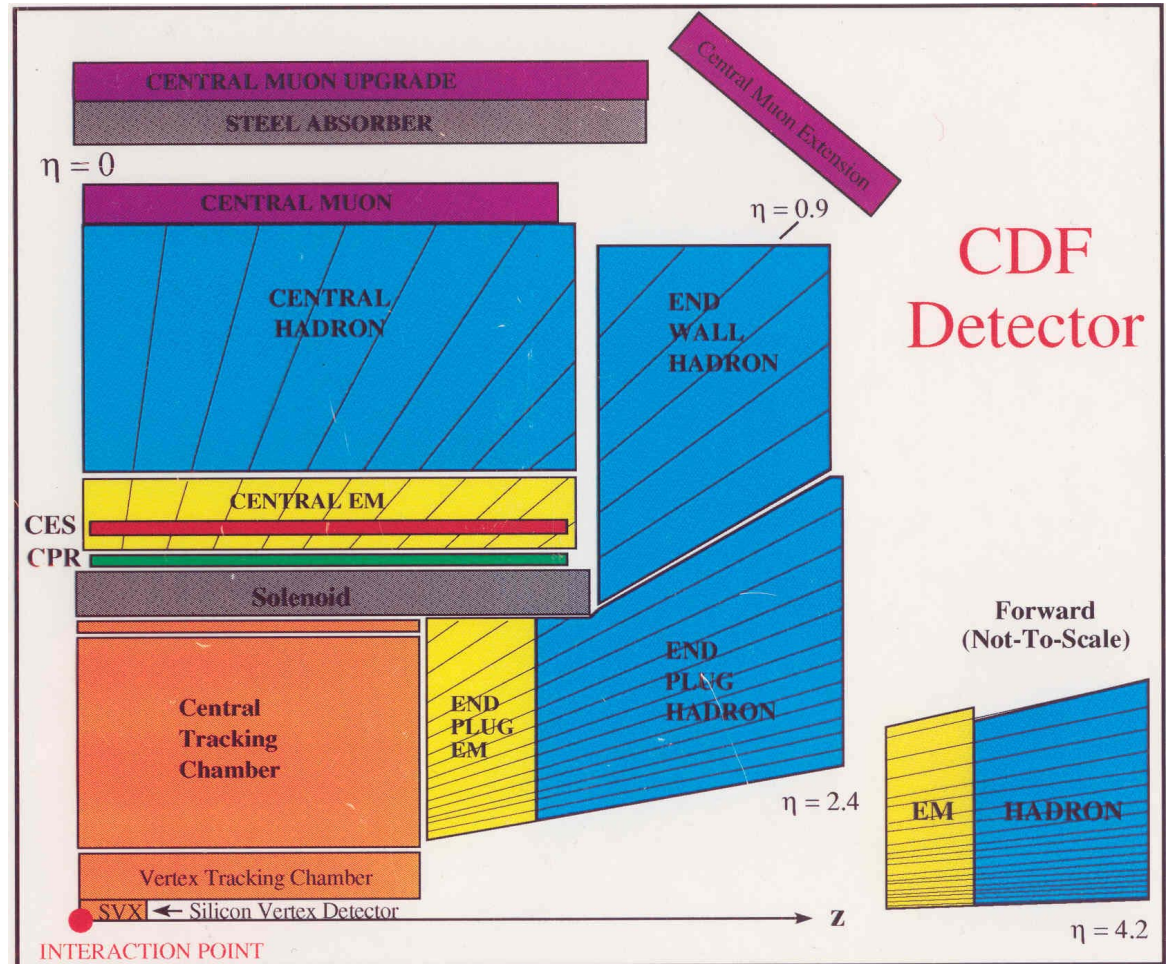 CENTRAL MUON UPGRADE
STEEL ABSORBER
Central Muon Extension
η = 0
CENTRAL MUON
η = 0.9
CDF
Detector
CENTRAL
HADRON
END
WALL
HADRON
CENTRAL EM
CES
CPR
Solenoid
Forward
(Not-To-Scale)
Central
Tracking
Chamber
END
PLUG
EM
END
PLUG
HADRON
η = 2.4
EM
HADRON
Vertex Tracking Chamber
SVX
Silicon Vertex Detector
Z
η = 4.2
INTERACTION POINT